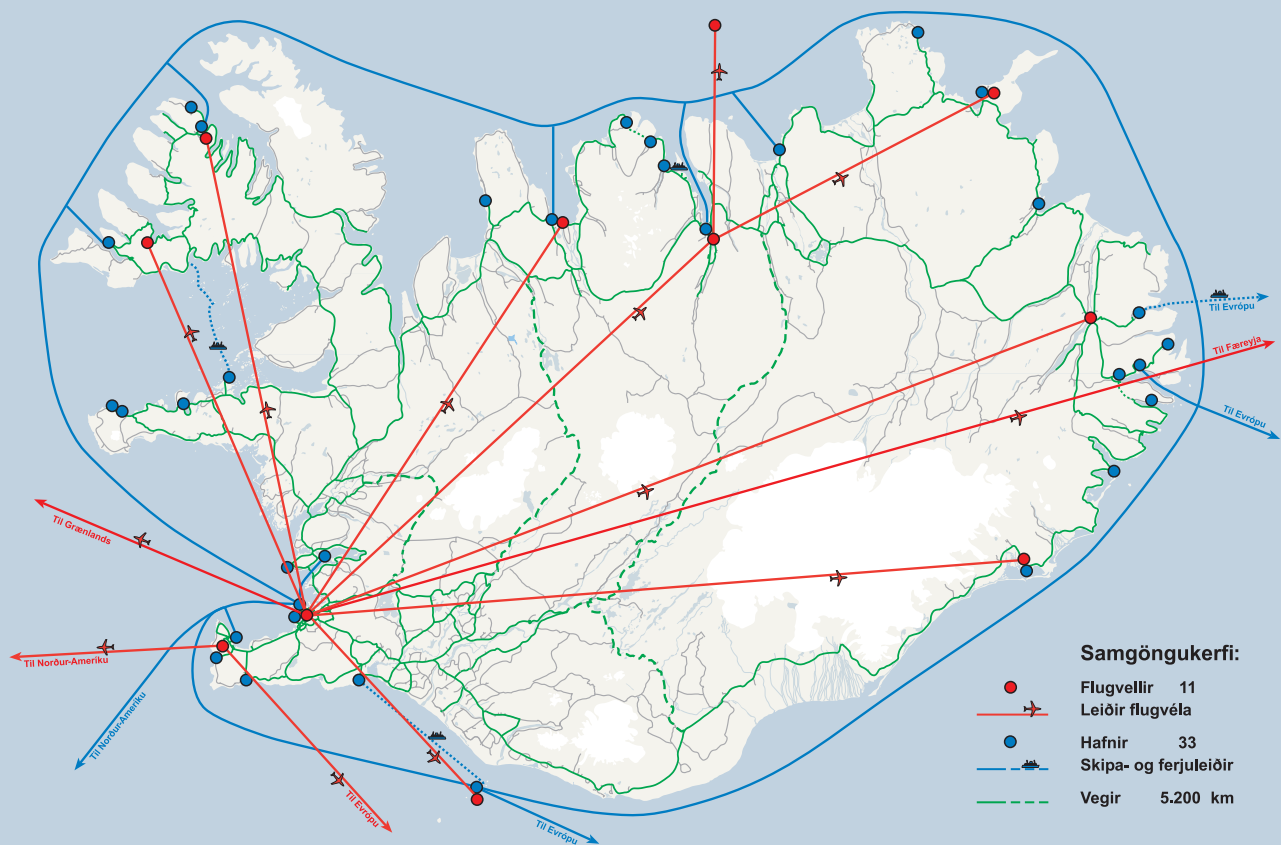 Til Evrópu
Til Færeyja
Til Evrópu
Til Grænlands
Til Norður-Ameríku
Til Norður-Ameríku
Til Evrópu
Til Evrópu
Samgöngukerfi:
Flugvellir 11
Leiðir flugvéla
Hafnir 33
Skipa- og ferjuleiðir
Vegir 5.200 km